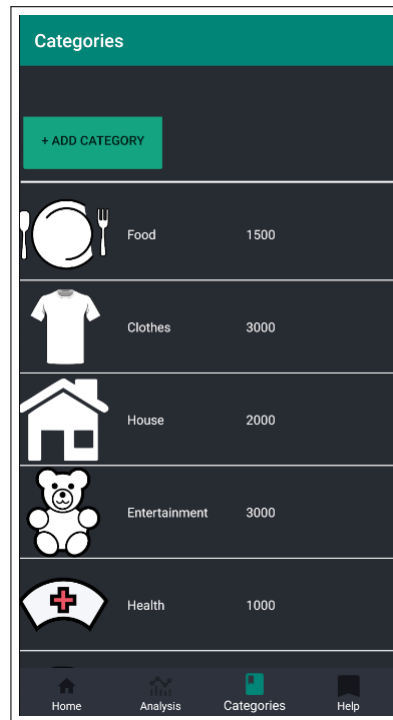 Categories
+ ADD CATEGORY
Food 1500
Clothes 3000
House 2000
Entertainment 3000
Health 1000
Home Analysis Categories Help